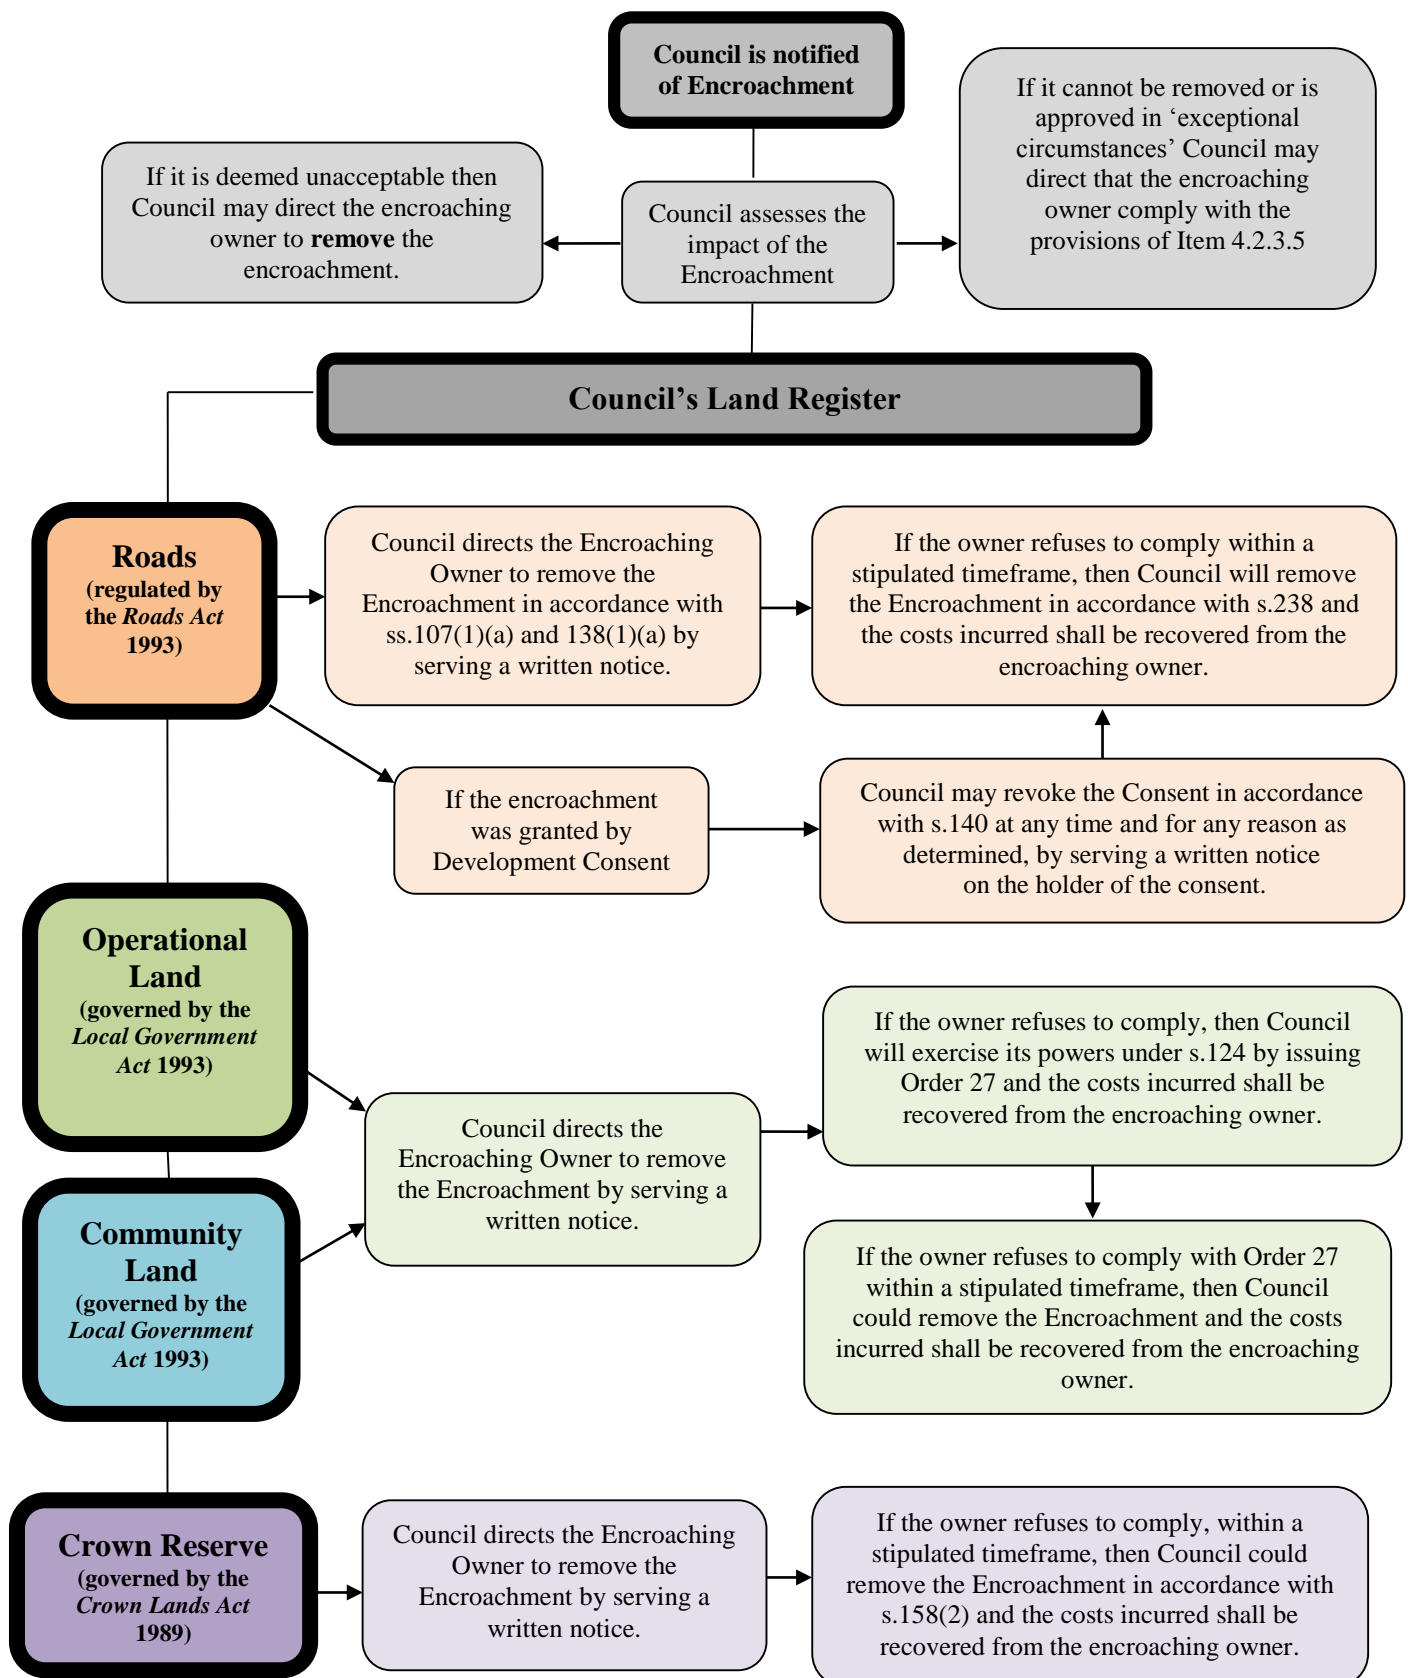 Council is notified
of Encroachment
If it cannot be removed or is
approved in ‘exceptional
circumstances’ Council may
direct that the encroaching
owner comply with the
provisions of Item 4.2.3.5
If it is deemed unacceptable then
Council may direct the encroaching
owner to remove the
encroachment.
Council assesses the
impact of the
Encroachment
Council’s Land Register
Roads
(regulated by
the Roads Act
1993)
Council directs the Encroaching
Owner to remove the
Encroachment in accordance with
ss.107(1)(a) and 138(1)(a) by
serving a written notice.
If the owner refuses to comply within a
stipulated timeframe, then Council will remove
the Encroachment in accordance with s.238 and
the costs incurred shall be recovered from the
encroaching owner.
If the encroachment
was granted by
Development Consent
Council may revoke the Consent in accordance
with s.140 at any time and for any reason as
determined, by serving a written notice
on the holder of the consent.
Operational
Land
(governed by the
Local Government
Act 1993)
If the owner refuses to comply, then Council
will exercise its powers under s.124 by issuing
Order 27 and the costs incurred shall be
recovered from the encroaching owner.
Council directs the
Encroaching Owner to remove
the Encroachment by serving a
written notice.
Community
Land
(governed by the
Local Government
Act 1993)
If the owner refuses to comply with Order 27
within a stipulated timeframe, then Council
could remove the Encroachment and the costs
incurred shall be recovered from the encroaching
owner.
Crown Reserve
(governed by the
Crown Lands Act
1989)
Council directs the Encroaching
Owner to remove the
Encroachment by serving a
written notice.
If the owner refuses to comply, within a
stipulated timeframe, then Council could
remove the Encroachment in accordance with
s.158(2) and the costs incurred shall be
recovered from the encroaching owner.